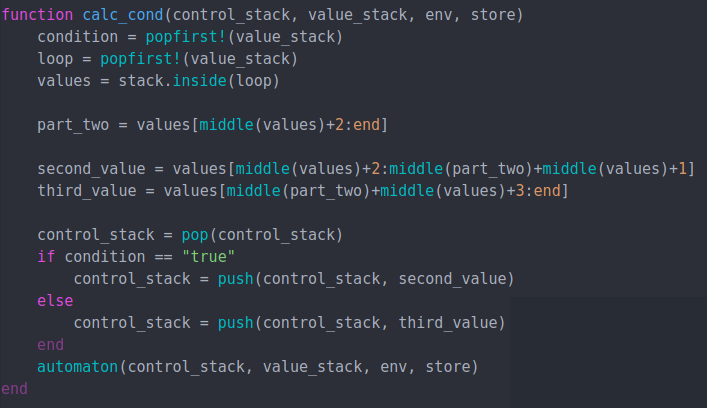 function calc_cond(control_stack, value_stack, env, store)
    condition = popfirst!(value_stack)
    loop = popfirst!(value_stack)
    values = stack.inside(loop)

    part_two = values[middle(values)+2:end]

    second_value = values[middle(values)+2:middle(part_two)+middle(values)+1]
    third_value = values[middle(part_two)+middle(values)+3:end]

    control_stack = pop(control_stack)
    if condition == "true"
        control_stack = push(control_stack, second_value)
    else
        control_stack = push(control_stack, third_value)
    end
    automaton(control_stack, value_stack, env, store)
end